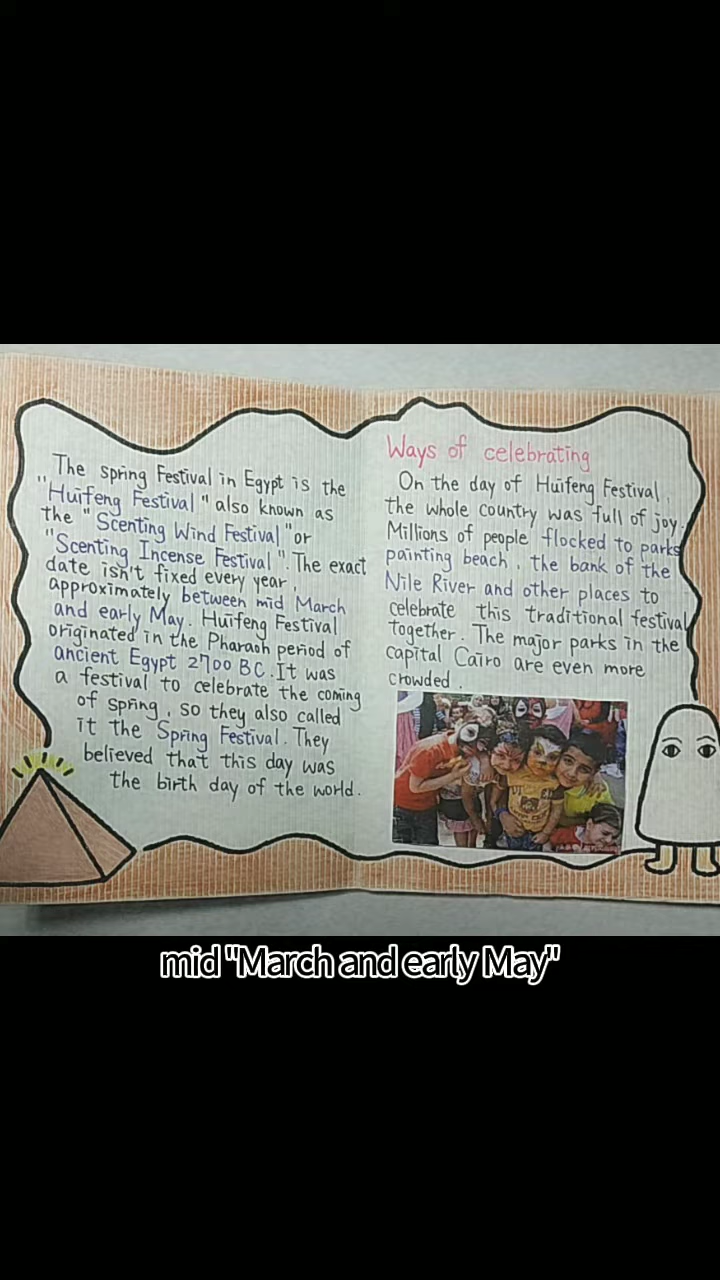 The spring Festival in Egypt is the
"Huifeng Festival" also known as
the "Scenting Wind Festival" or
"Scenting Incense Festival". The exact
date isn't fixed every year,
approximately between mid March
and early May. Huifeng Festival
originated in the Pharaoh period of
ancient Egypt 2700 BC. It was
a festival to celebrate the coming
of spring, so they also called
it the Spring Festival. They
believed that this day was
the birth day of the world.
Ways of celebrating
On the day of Huifeng Festival,
the whole country was full of joy.
Millions of people flocked to parks
painting beach, the bank of the
Nile River and other places to
celebrate this traditional festival
together. The major parks in the
capital Cairo are even more
crowded.
mid "March and early May"